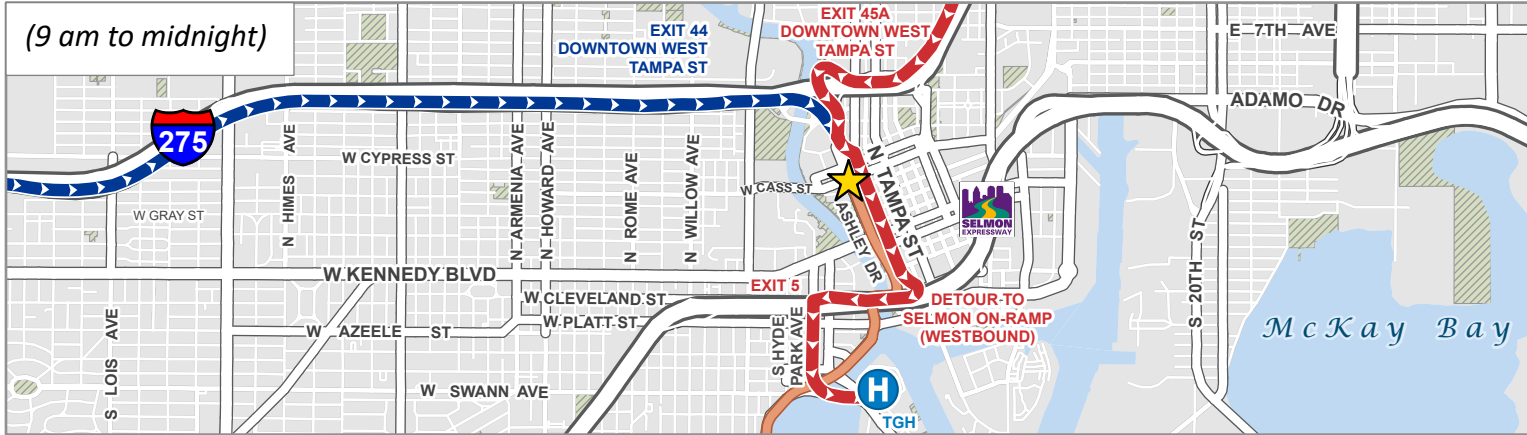 (9 am to midnight)
EXIT 44
DOWNTOWN WEST
TAMPA ST
EXIT 45A
DOWNTOWN WEST
TAMPA ST
E 7TH AVE
ADAMO DR
275
N HIMES AVE
W CYPRESS ST
N ARMENIA AVE
N HOWARD AVE
N ROME AVE
N WILLOW AVE
W CASS ST
N TAMPA ST
ASHLEY DR
SELMON
EXPRESSWAY
W GRAY ST
W KENNEDY BLVD
EXIT 5
W CLEVELAND ST
W PLATT ST
W AZEELE ST
DETOUR TO
SELMON ON-RAMP
(WESTBOUND)
S 20TH ST
McKay Bay
S LOIS AVE
W SWANN AVE
S HYDE
PARK AVE
H
TGH